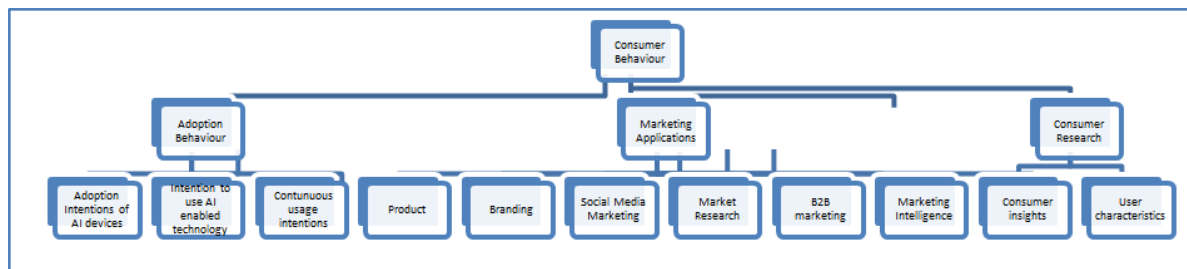 Consumer
Behaviour
Adoption
Behaviour
Marketing
Applications
Consumer
Research
Adoption
Intentions of
AI devices
Intention to
use AI
enabled
technology
Contunuous
usage
intentions
Product
Branding
Social Media
Marketing
Market
Research
B2B
marketing
Marketing
Intelligence
Consumer
insights
User
characteristics